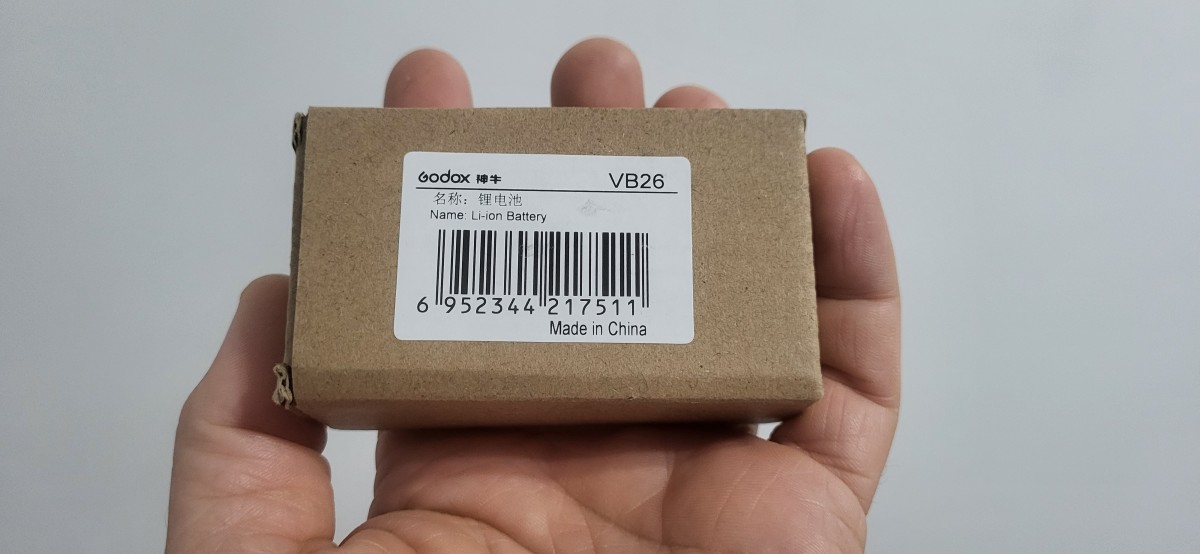 Godox 神牛 VB26
名称：锂电池
Name: Li-ion Battery
6 952344 217511
Made in China